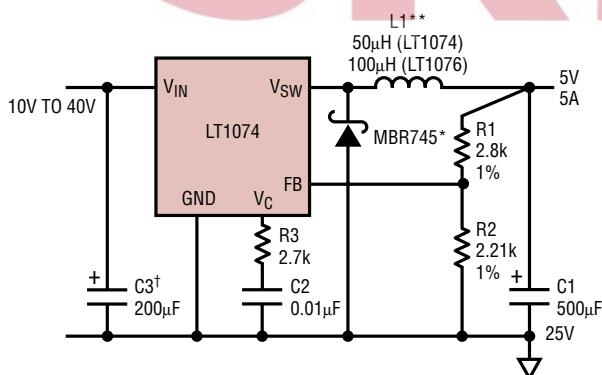 L1**
50µH (LT1074)
100µH (LT1076)
10V TO 40V
VIN
VSW
5V
5A
LT1074
MBR745*
R1
2.8k
1%
FB
GND
VC
R3
2.7k
R2
2.21k
1%
+
C3†
200µF
C2
0.01µF
+
C1
500µF
25V